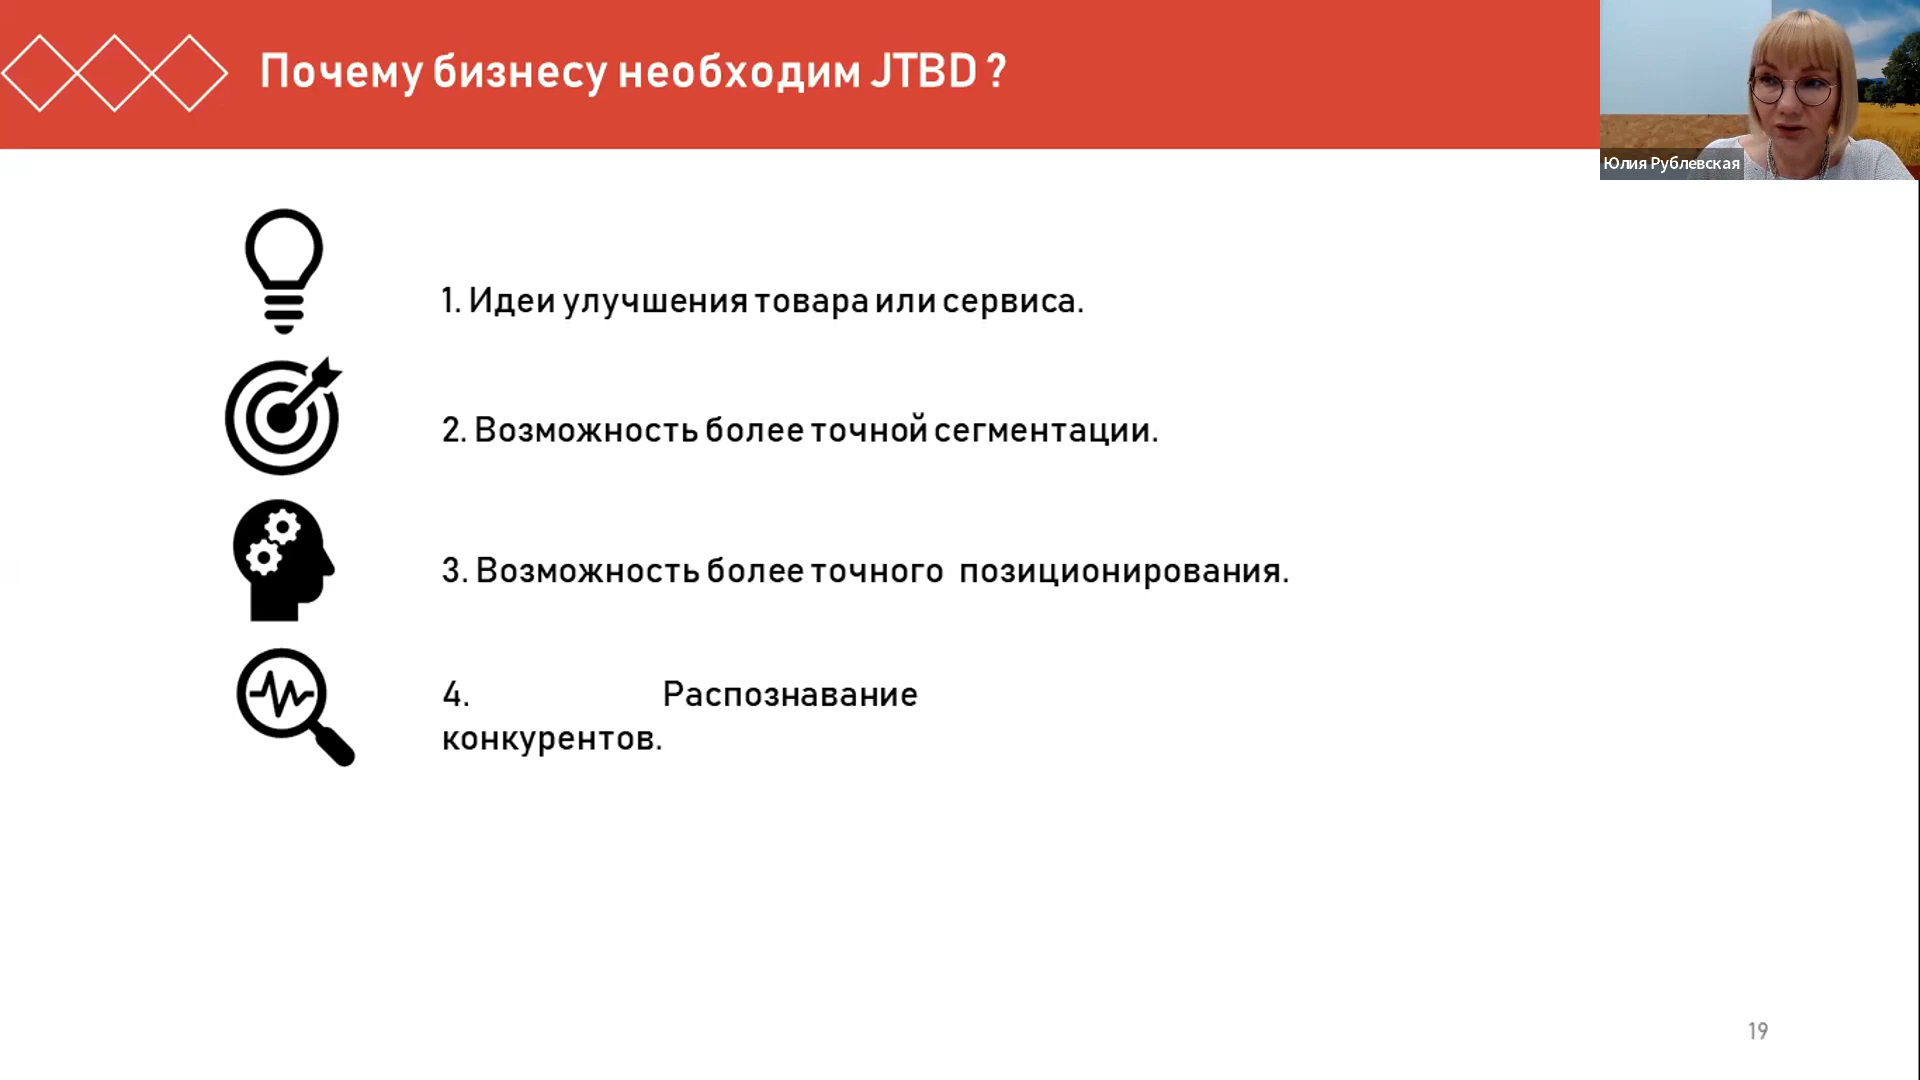 Почему бизнесу необходим JTBD ?
Юлия Рублевская
1. Идеи улучшения товара или сервиса.
2. Возможность более точной сегментации.
3. Возможность более точного позиционирования.
4. Распознавание
конкурентов.
19